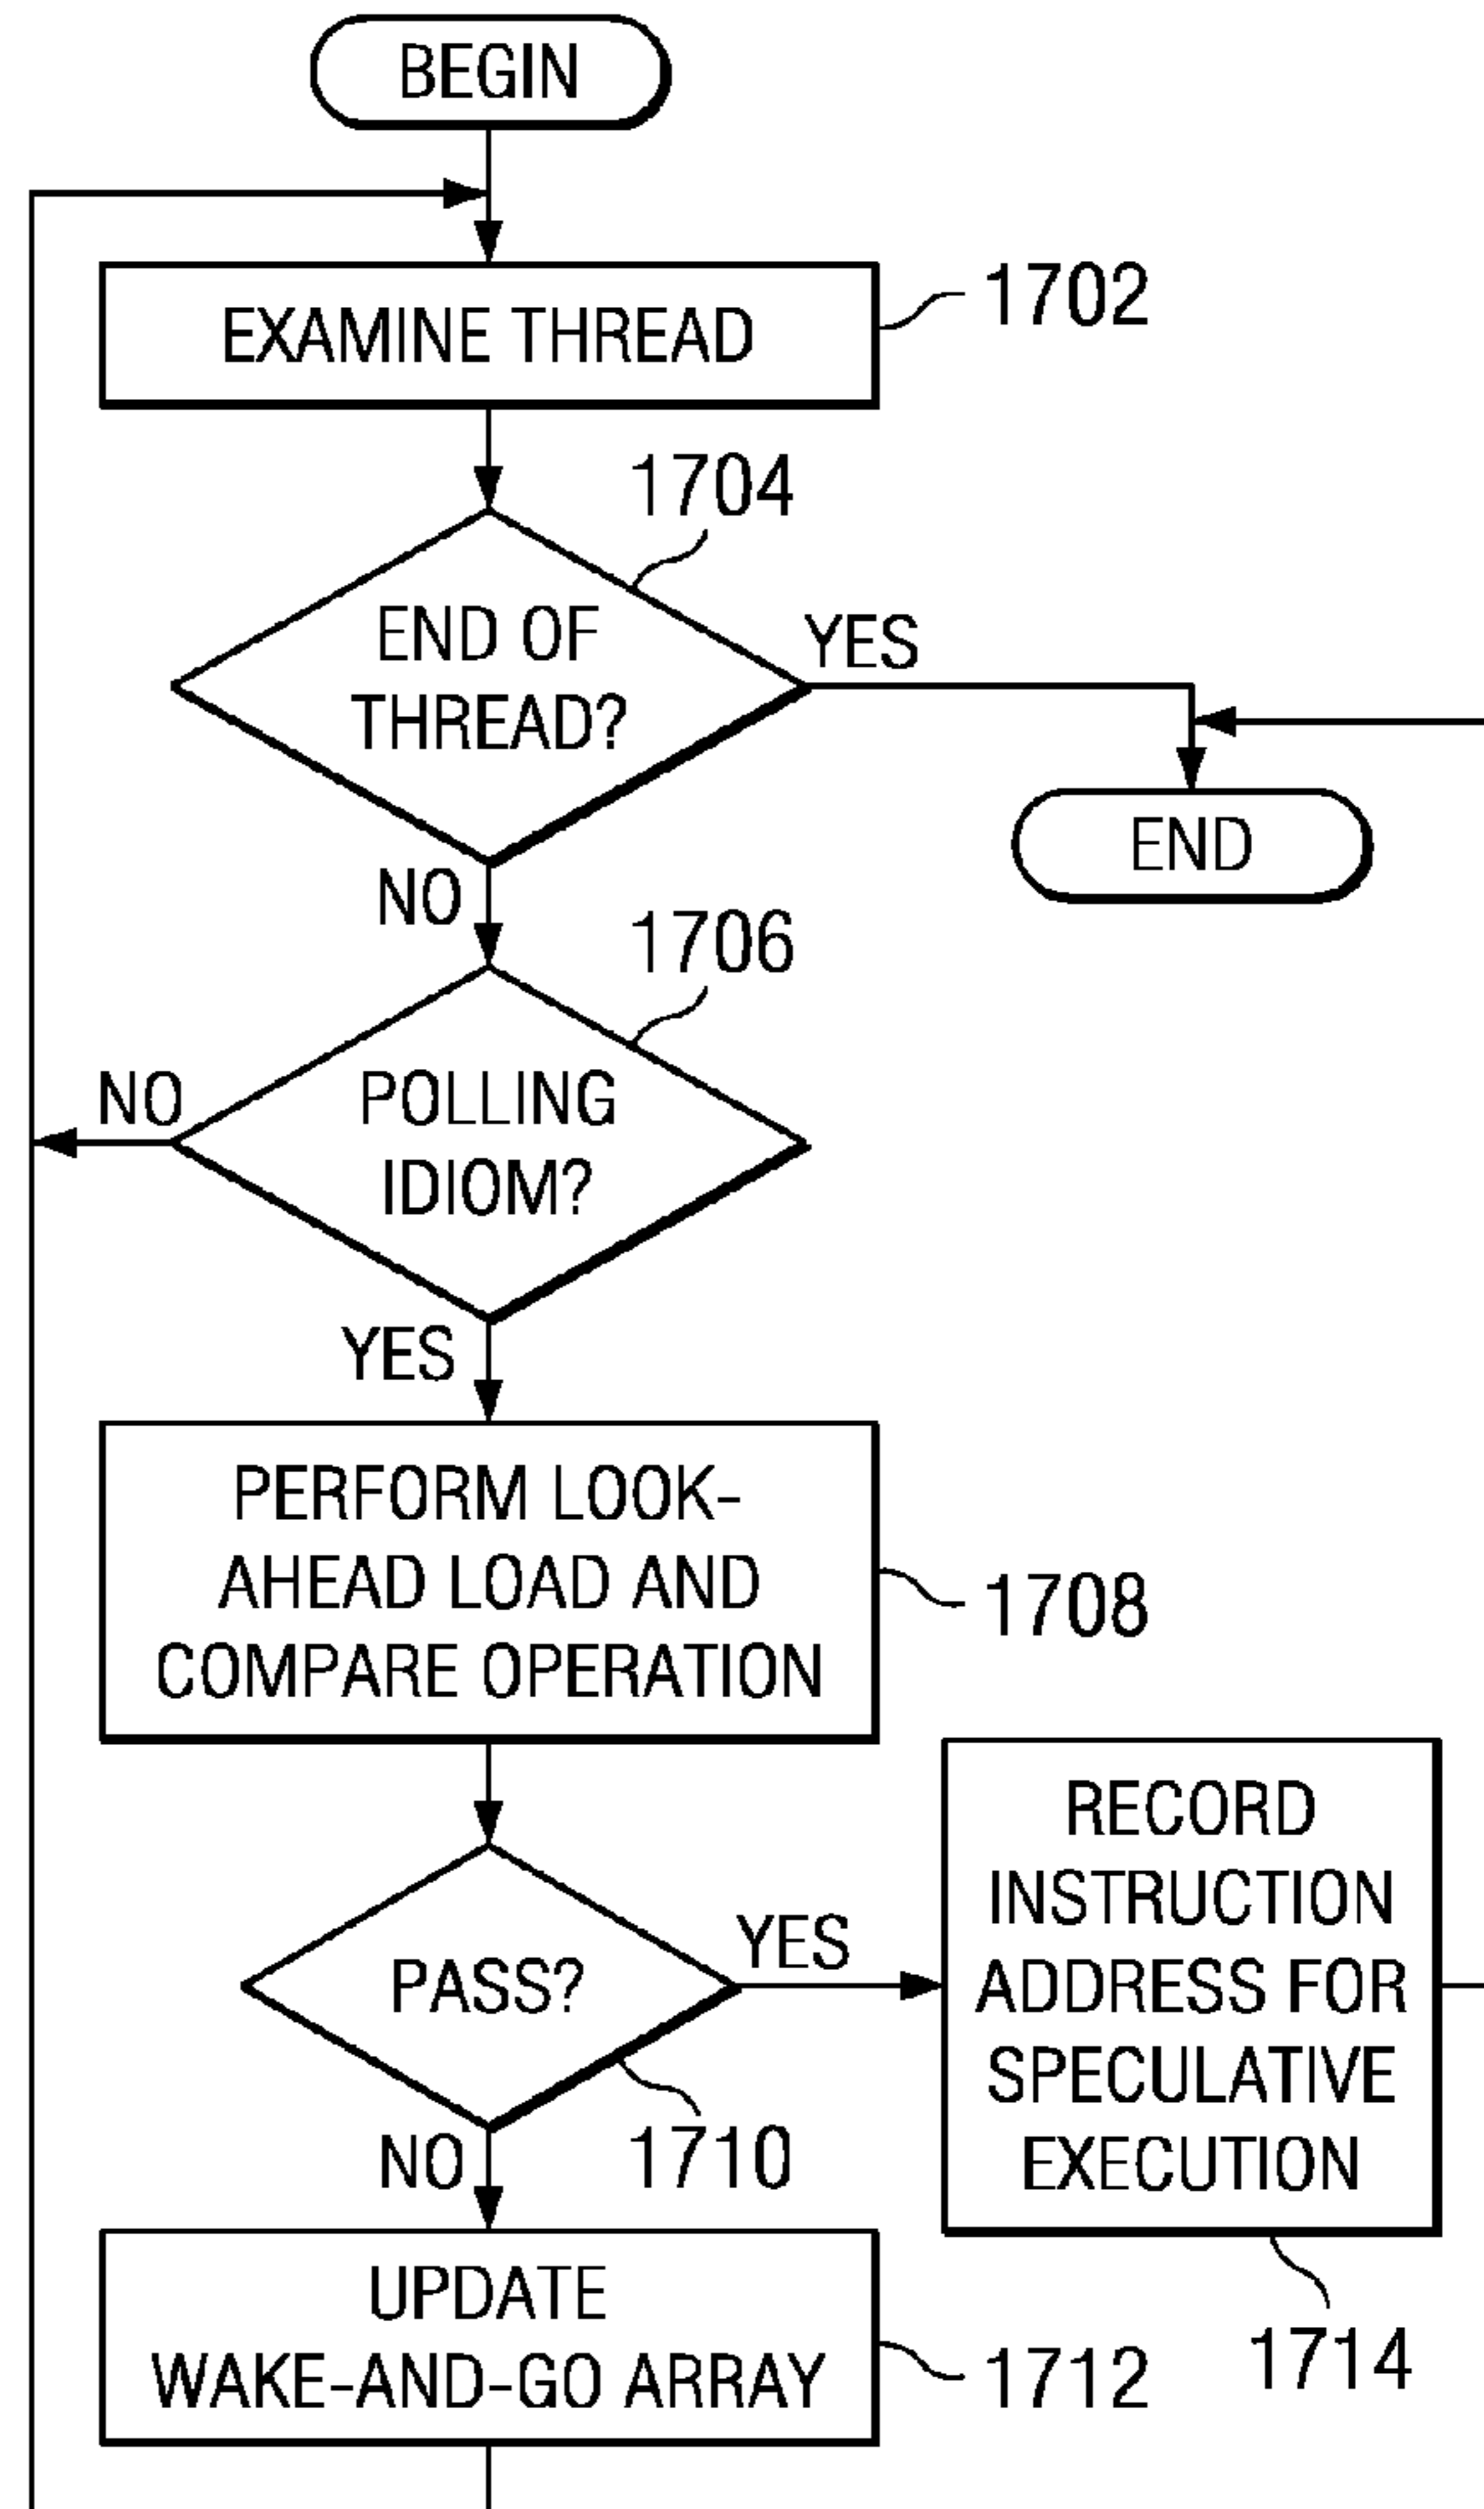 BEGIN
EXAMINE THREAD
1702
1704
END OF
THREAD?
YES
END
NO
1706
POLLING
IDIOM?
NO
YES
PERFORM LOOK-
AHEAD LOAD AND
COMPARE OPERATION
1708
PASS?
YES
1710
NO
RECORD
INSTRUCTION
ADDRESS FOR
SPECULATIVE
EXECUTION
1714
UPDATE
WAKE-AND-GO ARRAY
1712